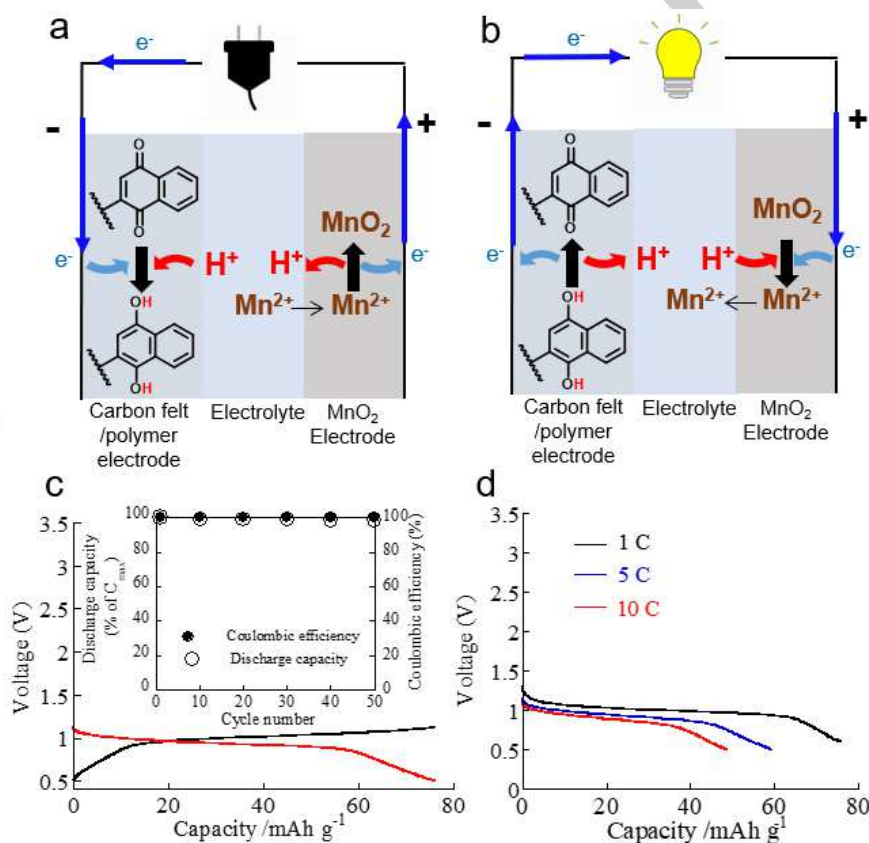 a
e-
-
+
O
O
MnO2
e-
H+
H+
e-
Mn2+ → Mn2+
OH
OH
Carbon felt
/polymer
electrode
Electrolyte
MnO2
Electrode
b
e-
-
+
O
O
MnO2
e-
H+
H+
e-
Mn2+ ← Mn2+
OH
OH
Carbon felt
/polymer
electrode
Electrolyte
MnO2
Electrode
c
3.5
3
2.5
2
1.5
1
0.5
Voltage (V)
Discharge capacity
(% of Cmax)
100
80
60
40
20
0
100
80
60
40
20
0
Coulombic efficiency (%)
Coulombic efficiency
Discharge capacity
10 20 30 40 50
Cycle number
0 20 40 60 80
Capacity /mAh g-1
d
3.5
3
2.5
2
1.5
1
0.5
0
Voltage (V)
1 C
5 C
10 C
0 20 40 60 80
Capacity /mAh g-1